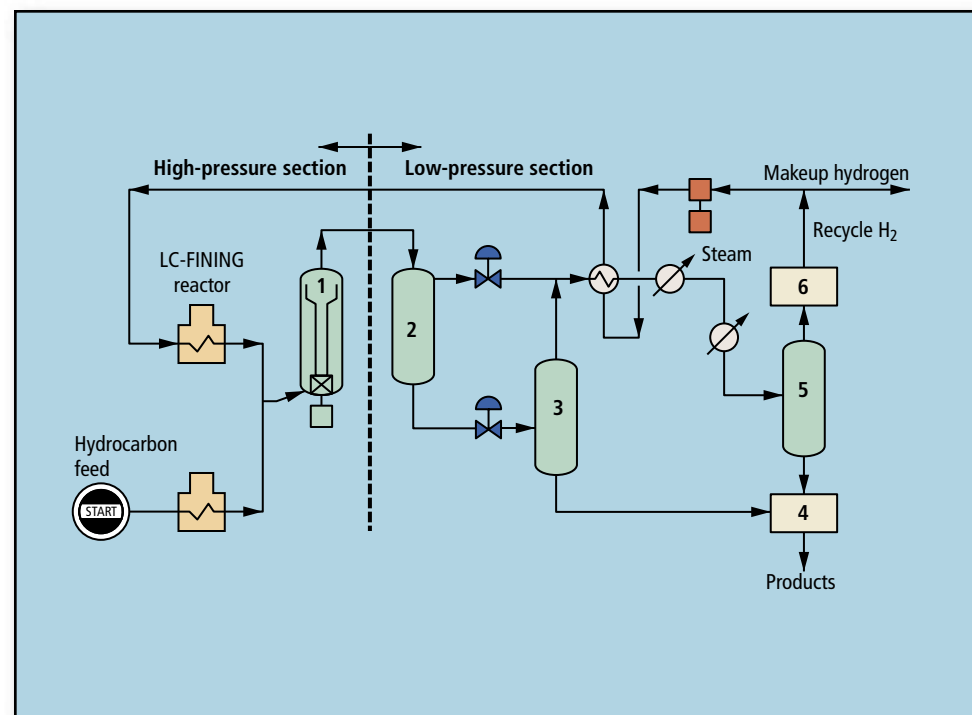 High-pressure section
Low-pressure section
Makeup hydrogen
Recycle H₂
Steam
LC-FINING
reactor
1
6
2
5
3
Hydrocarbon
feed
START
4
Products